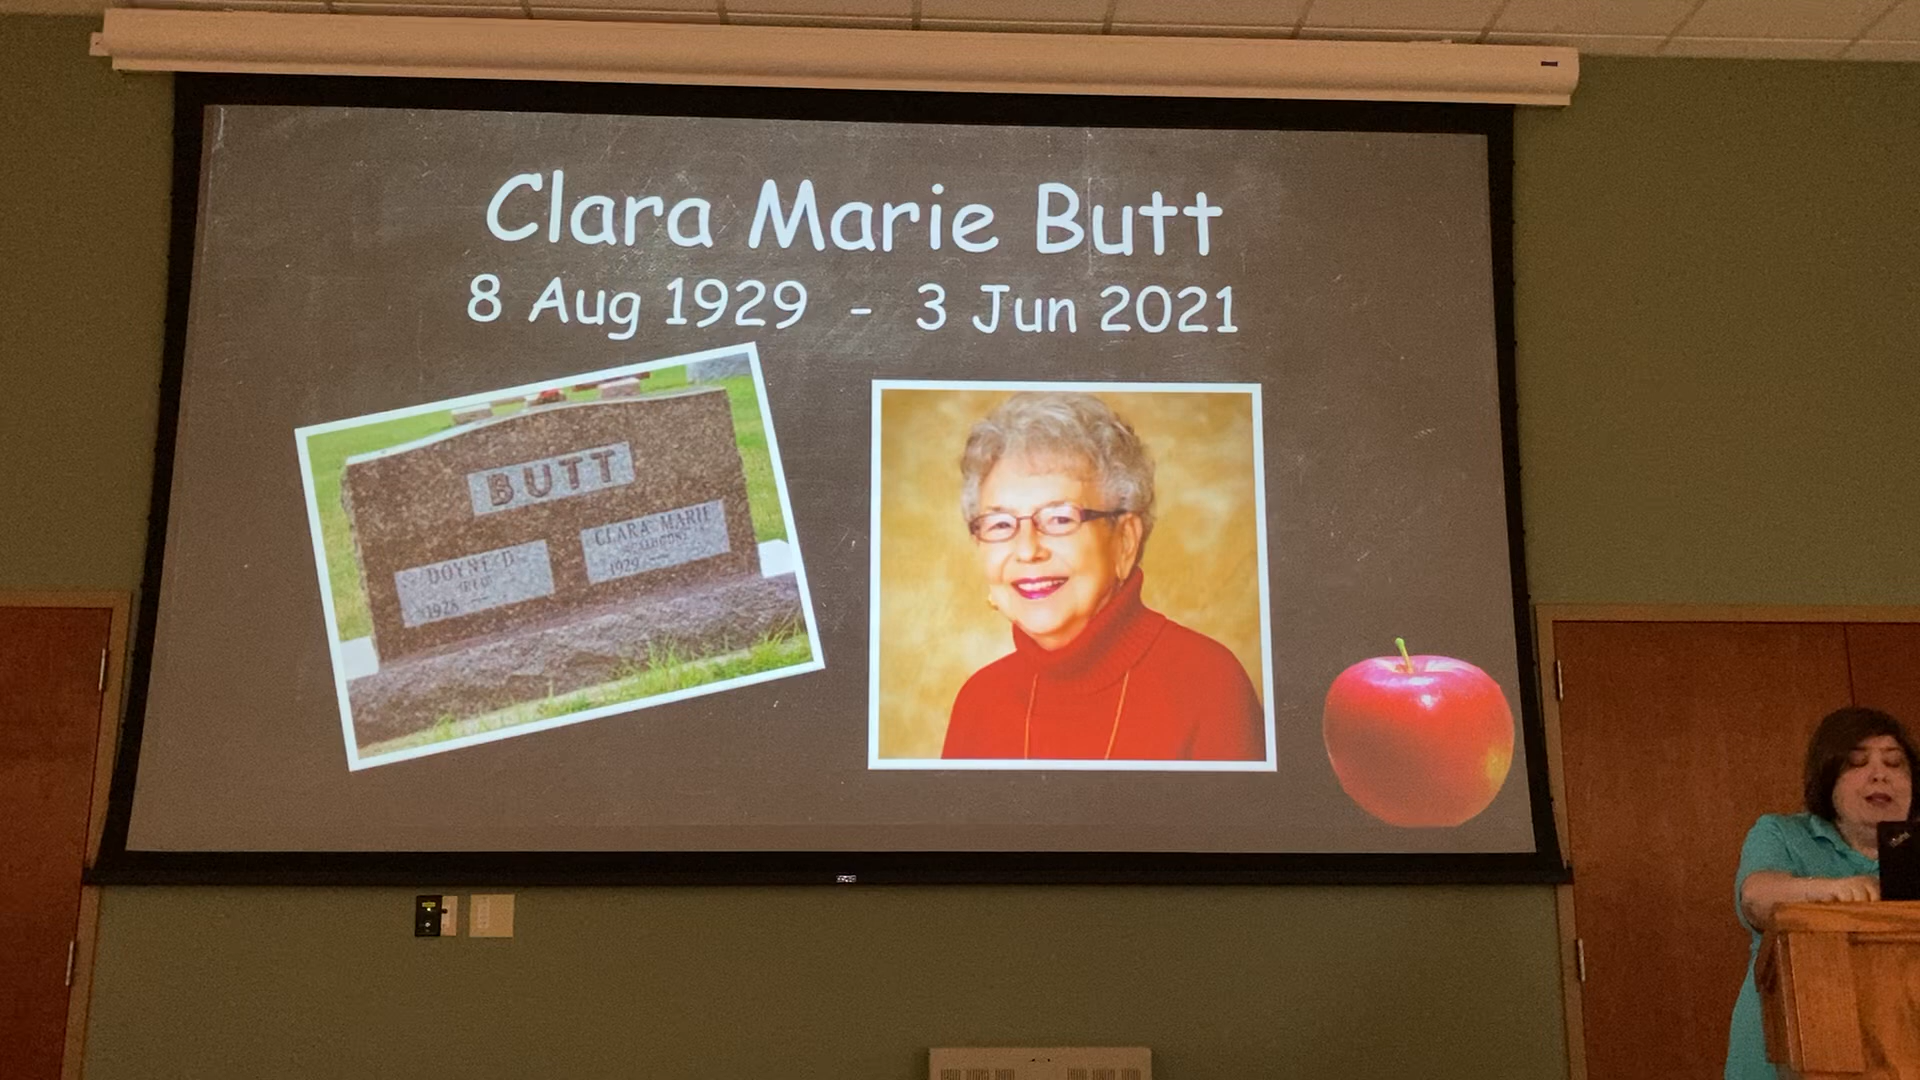 Clara Marie Butt
8 Aug 1929 - 3 Jun 2021
BUTT
DOYNE D.
1928
CLARA MARIE
1929